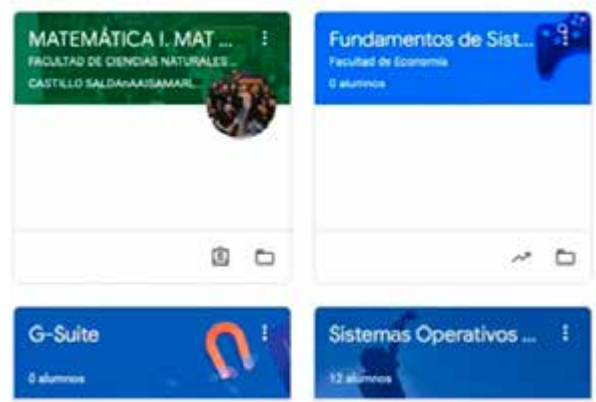 MATEMÁTICA I. MAT ...
FACULTAD DE CIENCIAS NATURALES ...
CASTILLO SALDAnAAISAMARI...
Fundamentos de Sist...
Facultad de Economía
0 alumnos
G-Suite
0 alumnos
Sistemas Operativos ...
12 alumnos